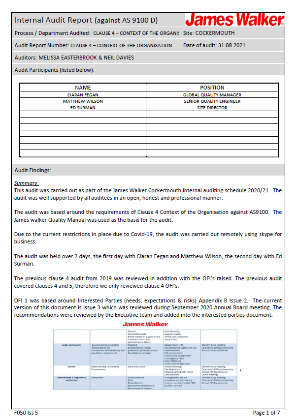 Internal Audit Report (against AS 9100 D)
James Walker
Process / Department Audited: CLAUSE 4 – CONTEXT OF THE ORGANIS Site: COCKERMOUTH
Audit Report Number: CLAUSE 4 – CONTEXT OF THE ORGANISATION Date of audit: 31-08-2021
Auditors: MELISSA EASTERBROOK & NEIL DAVIES
Audit Participants (listed below).
NAME POSITION
CIARAN FEGAN GLOBAL QUALITY MANAGER
MATTHEW WILSON SENIOR QUALITY ENGINEER
ED SURMAN SITE DIRECTOR
Audit Findings:
Summary:
This audit was carried out as part of the James Walker Cockermouth internal auditing schedule 2020/21. The
audit was well supported by all auditees in an open, honest and professional manner.
The audit was based around the requirements of Clause 4 Context of the Organisation against AS9100. The
James walker Quality Manual was used as the basis for the audit.
Due to the current restrictions in place due to Covid-19, the audit was carried out remotely using skype for
business.
The audit was held over 2 days, the first day with Ciaran Fegan and Matthew Wilson, the second day with Ed
Surman.
The previous clause 4 audit from 2019 was reviewed in addition with the OFI's raised. The previous audit
covered clauses 4 and 5, therefore we only reviewed clause 4 OFI's.
OFI 1 was based around Interested Parties (needs, expectations & risks) Appendix B Issue 2. The current
version of this document is Issue 3 which was reviewed during September 2020 Annual Board meeting. The
recommendations were reviewed by the Executive team and added into the interested parties document.
James Walker
F050 Iss 5 Page 1 of 7